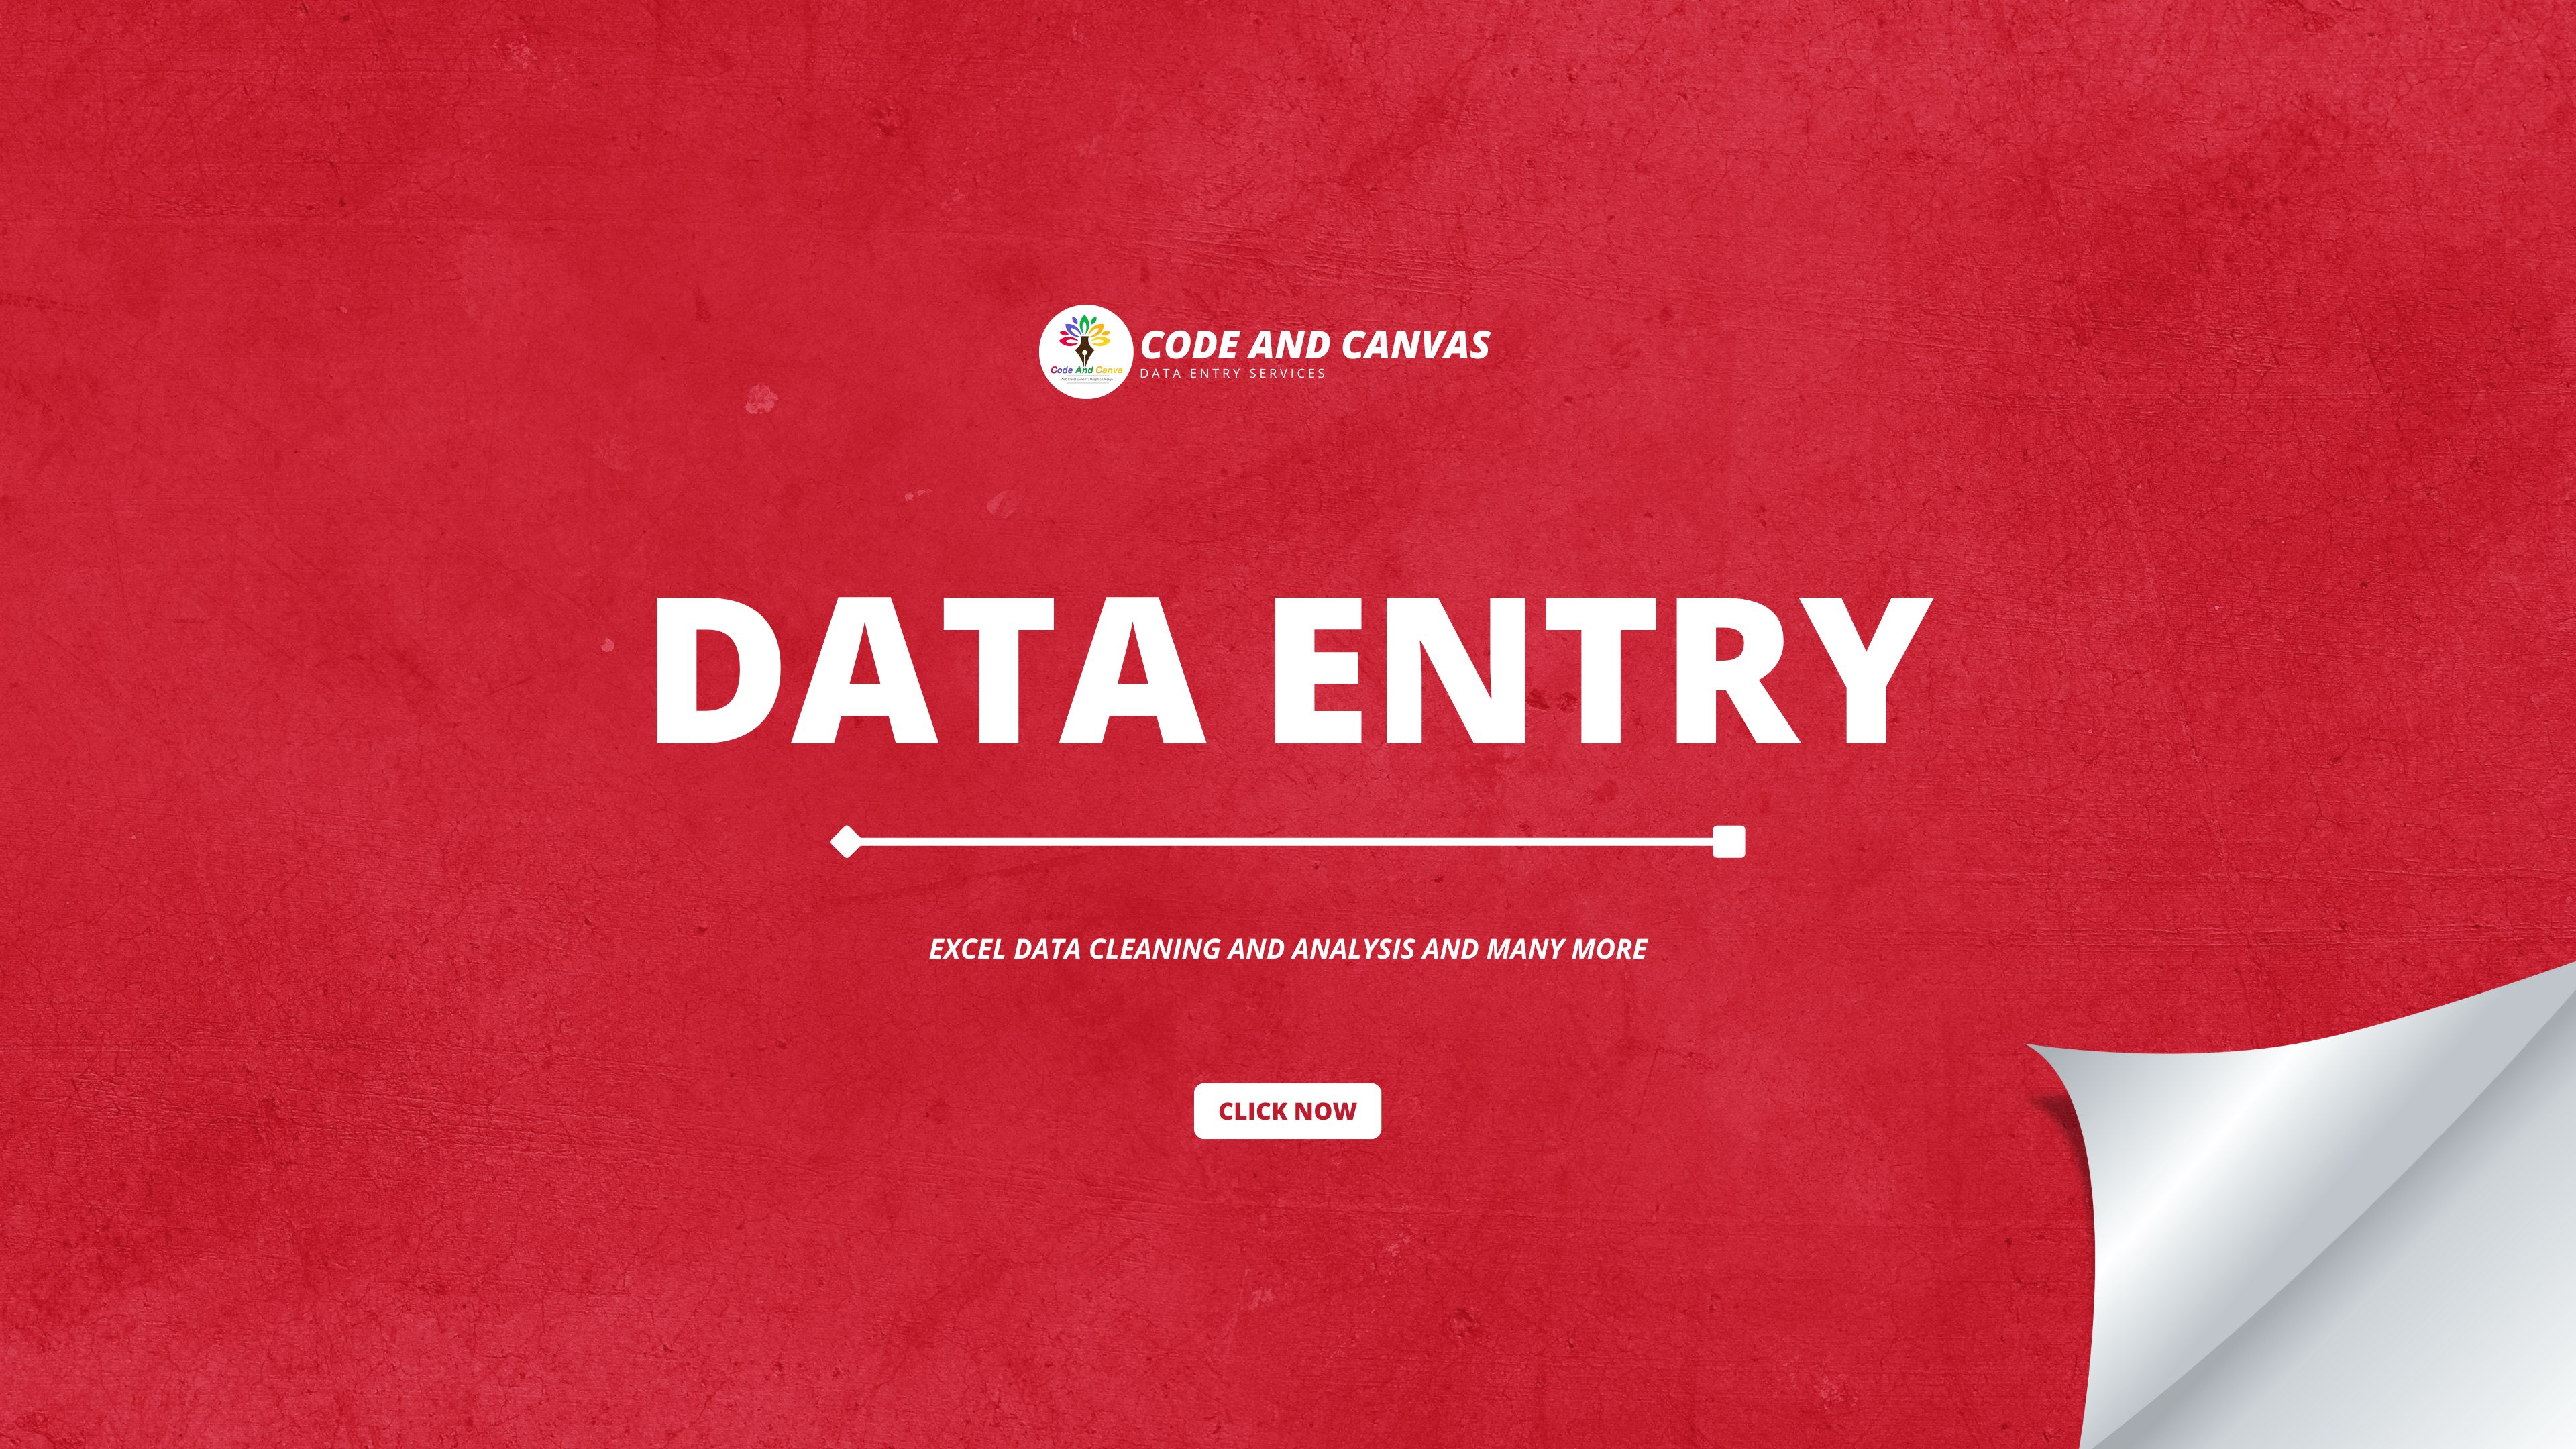 CODE AND CANVAS
DATA ENTRY SERVICES
Code And Canva
DATA ENTRY
EXCEL DATA CLEANING AND ANALYSIS AND MANY MORE
CLICK NOW